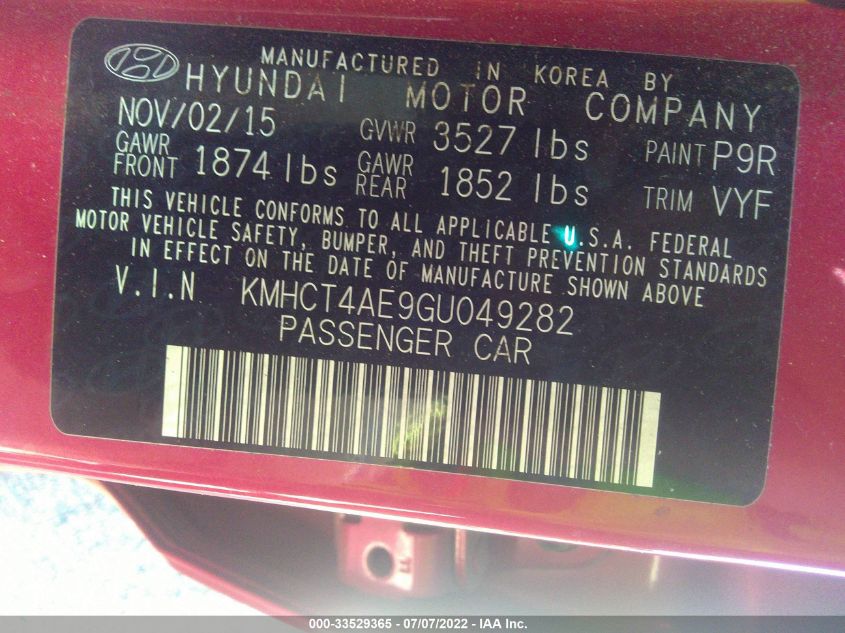 MANUFACTURED IN KOREA BY
HYUNDAI MOTOR COMPANY
NOV/02/15 GVWR 3527 lbs PAINT P9R
GAWR FRONT 1874 lbs GAWR REAR 1852 lbs TRIM VYF
THIS VEHICLE CONFORMS TO ALL APPLICABLE U.S.A. FEDERAL
MOTOR VEHICLE SAFETY, BUMPER, AND THEFT PREVENTION STANDARDS
IN EFFECT ON THE DATE OF MANUFACTURE SHOWN ABOVE
V.I.N KMHCT4AE9GU049282
PASSENGER CAR
000-33529365 - 07/07/2022 - IAA Inc.